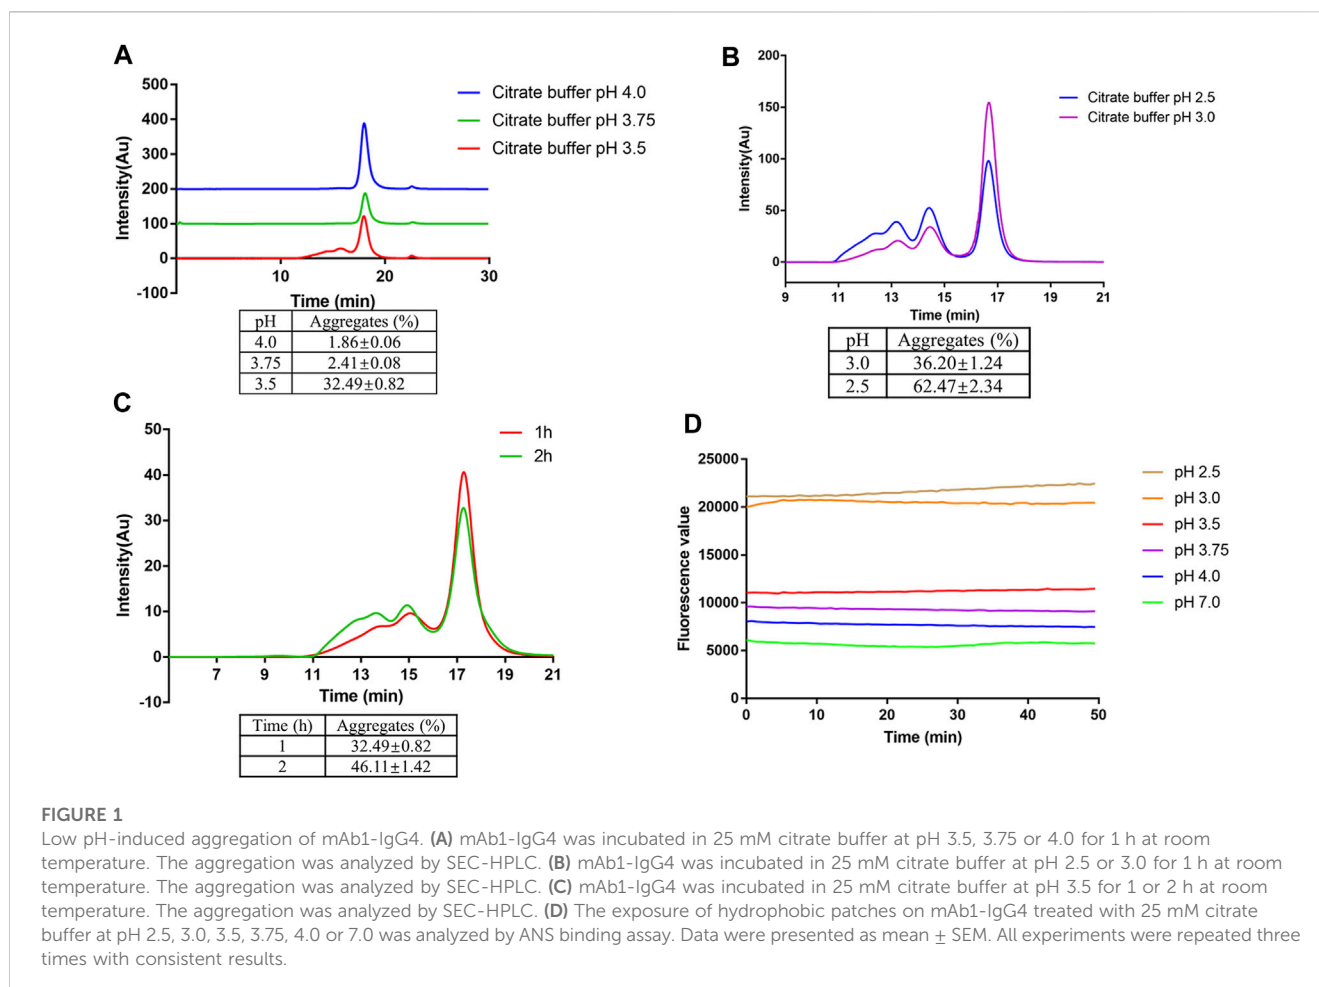 A
500
400
300
200
100
0
-100
Intensity(Au)
10
20
30
Time (min)
Citrate buffer pH 4.0
Citrate buffer pH 3.75
Citrate buffer pH 3.5
pH Aggregates (%)
4.0 1.86±0.06
3.75 2.41±0.08
3.5 32.49±0.82
B
200
150
100
50
0
Intensity(Au)
9
11
13
15
17
19
21
Time (min)
Citrate buffer pH 2.5
Citrate buffer pH 3.0
pH Aggregates (%)
3.0 36.20±1.24
2.5 62.47±2.34
C
50
40
30
20
10
0
-10
Intensity(Au)
7
9
11
13
15
17
19
21
Time (min)
1h
2h
Time (h) Aggregates (%)
1 32.49±0.82
2 46.11±1.42
D
25000
20000
15000
10000
5000
0
Fluorescence value
0
10
20
30
40
50
Time (min)
pH 2.5
pH 3.0
pH 3.5
pH 3.75
pH 4.0
pH 7.0
FIGURE 1
Low pH-induced aggregation of mAb1-IgG4. (A) mAb1-IgG4 was incubated in 25 mM citrate buffer at pH 3.5, 3.75 or 4.0 for 1 h at room
temperature. The aggregation was analyzed by SEC-HPLC. (B) mAb1-IgG4 was incubated in 25 mM citrate buffer at pH 2.5 or 3.0 for 1 h at room
temperature. The aggregation was analyzed by SEC-HPLC. (C) mAb1-IgG4 was incubated in 25 mM citrate buffer at pH 3.5 for 1 or 2 h at room
temperature. The aggregation was analyzed by SEC-HPLC. (D) The exposure of hydrophobic patches on mAb1-IgG4 treated with 25 mM citrate
buffer at pH 2.5, 3.0, 3.5, 3.75, 4.0 or 7.0 was analyzed by ANS binding assay. Data were presented as mean ± SEM. All experiments were repeated three
times with consistent results.